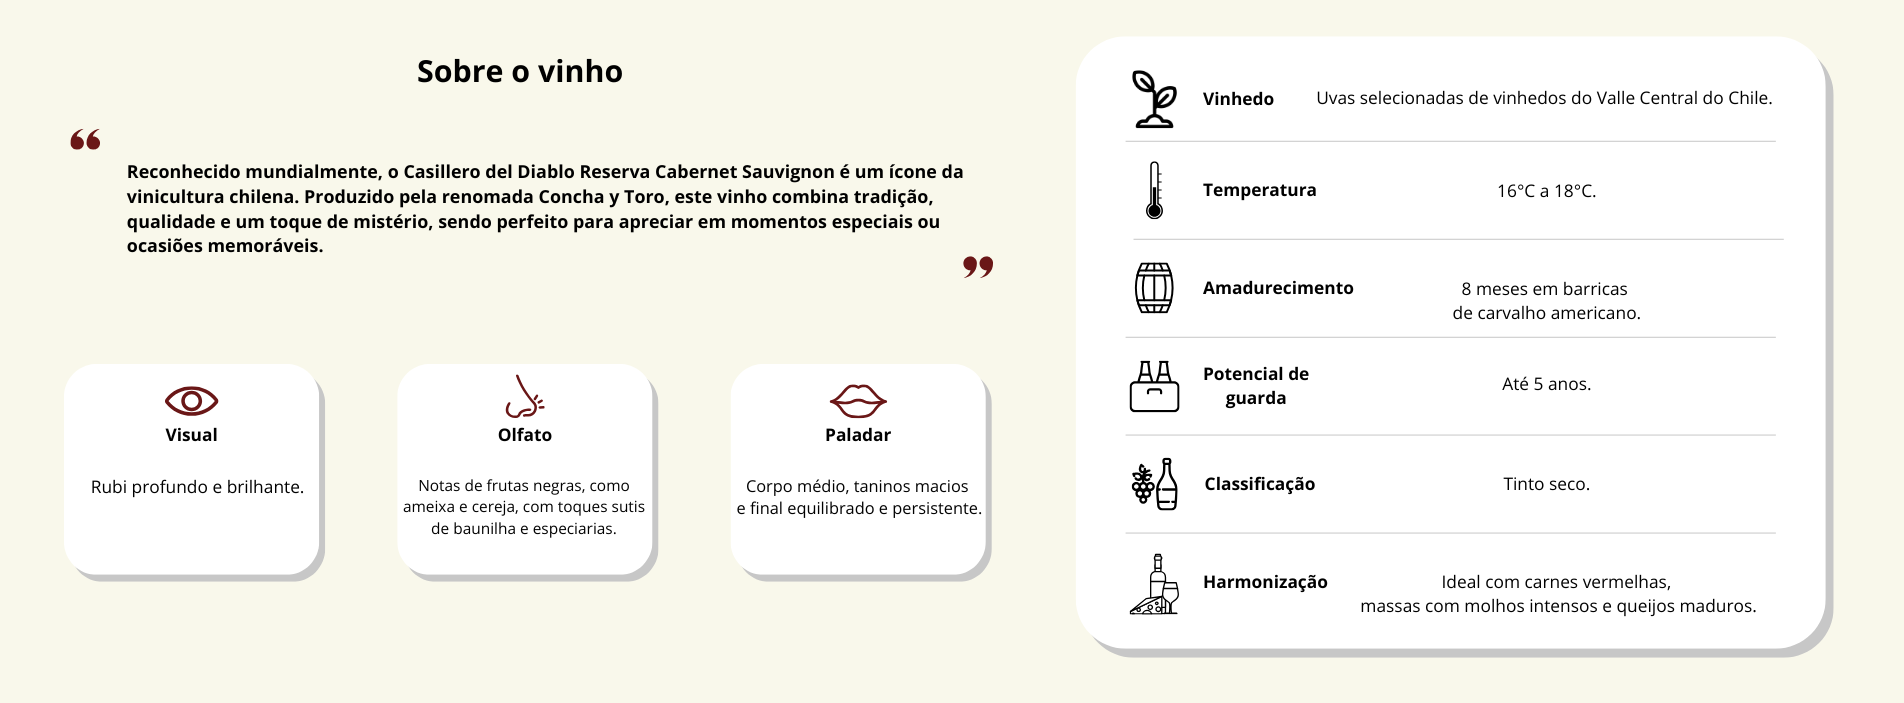 Sobre o vinho
“
Reconhecido mundialmente, o Casillero del Diablo Reserva Cabernet Sauvignon é um ícone da
vinicultura chilena. Produzido pela renomada Concha y Toro, este vinho combina tradição,
qualidade e um toque de mistério, sendo perfeito para apreciar em momentos especiais ou
ocasiões memoráveis.
”
Visual
Rubi profundo e brilhante.
Olfato
Notas de frutas negras, como
ameixa e cereja, com toques sutis
de baunilha e especiarias.
Paladar
Corpo médio, taninos macios
e final equilibrado e persistente.
Vinhedo
Uvas selecionadas de vinhedos do Valle Central do Chile.
Temperatura
16°C a 18°C.
Amadurecimento
8 meses em barricas
de carvalho americano.
Potencial de
guarda
Até 5 anos.
Classificação
Tinto seco.
Harmonização
Ideal com carnes vermelhas,
massas com molhos intensos e queijos maduros.